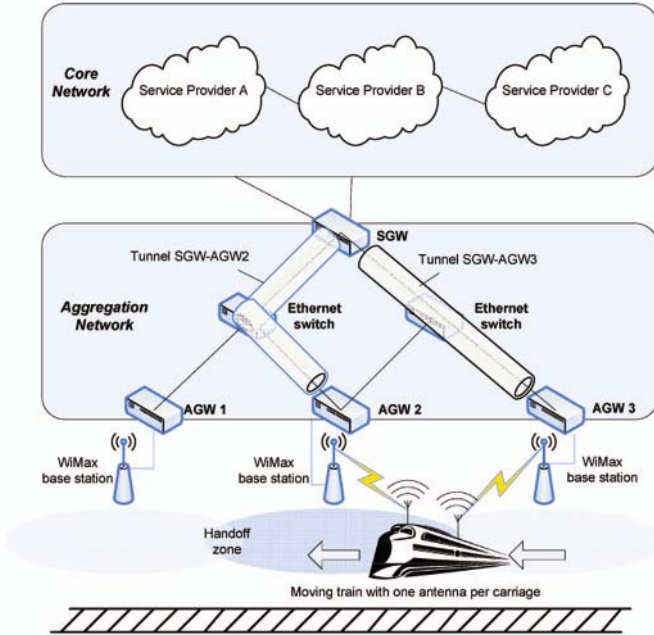 Core
Network
Service Provider A
Service Provider B
Service Provider C
SGW
Tunnel SGW-AGW2
Tunnel SGW-AGW3
Aggregation
Network
Ethernet
switch
Ethernet
switch
AGW 1
AGW 2
AGW 3
WiMax
base station
WiMax
base station
WiMax
base station
Handoff
zone
Moving train with one antenna per carriage